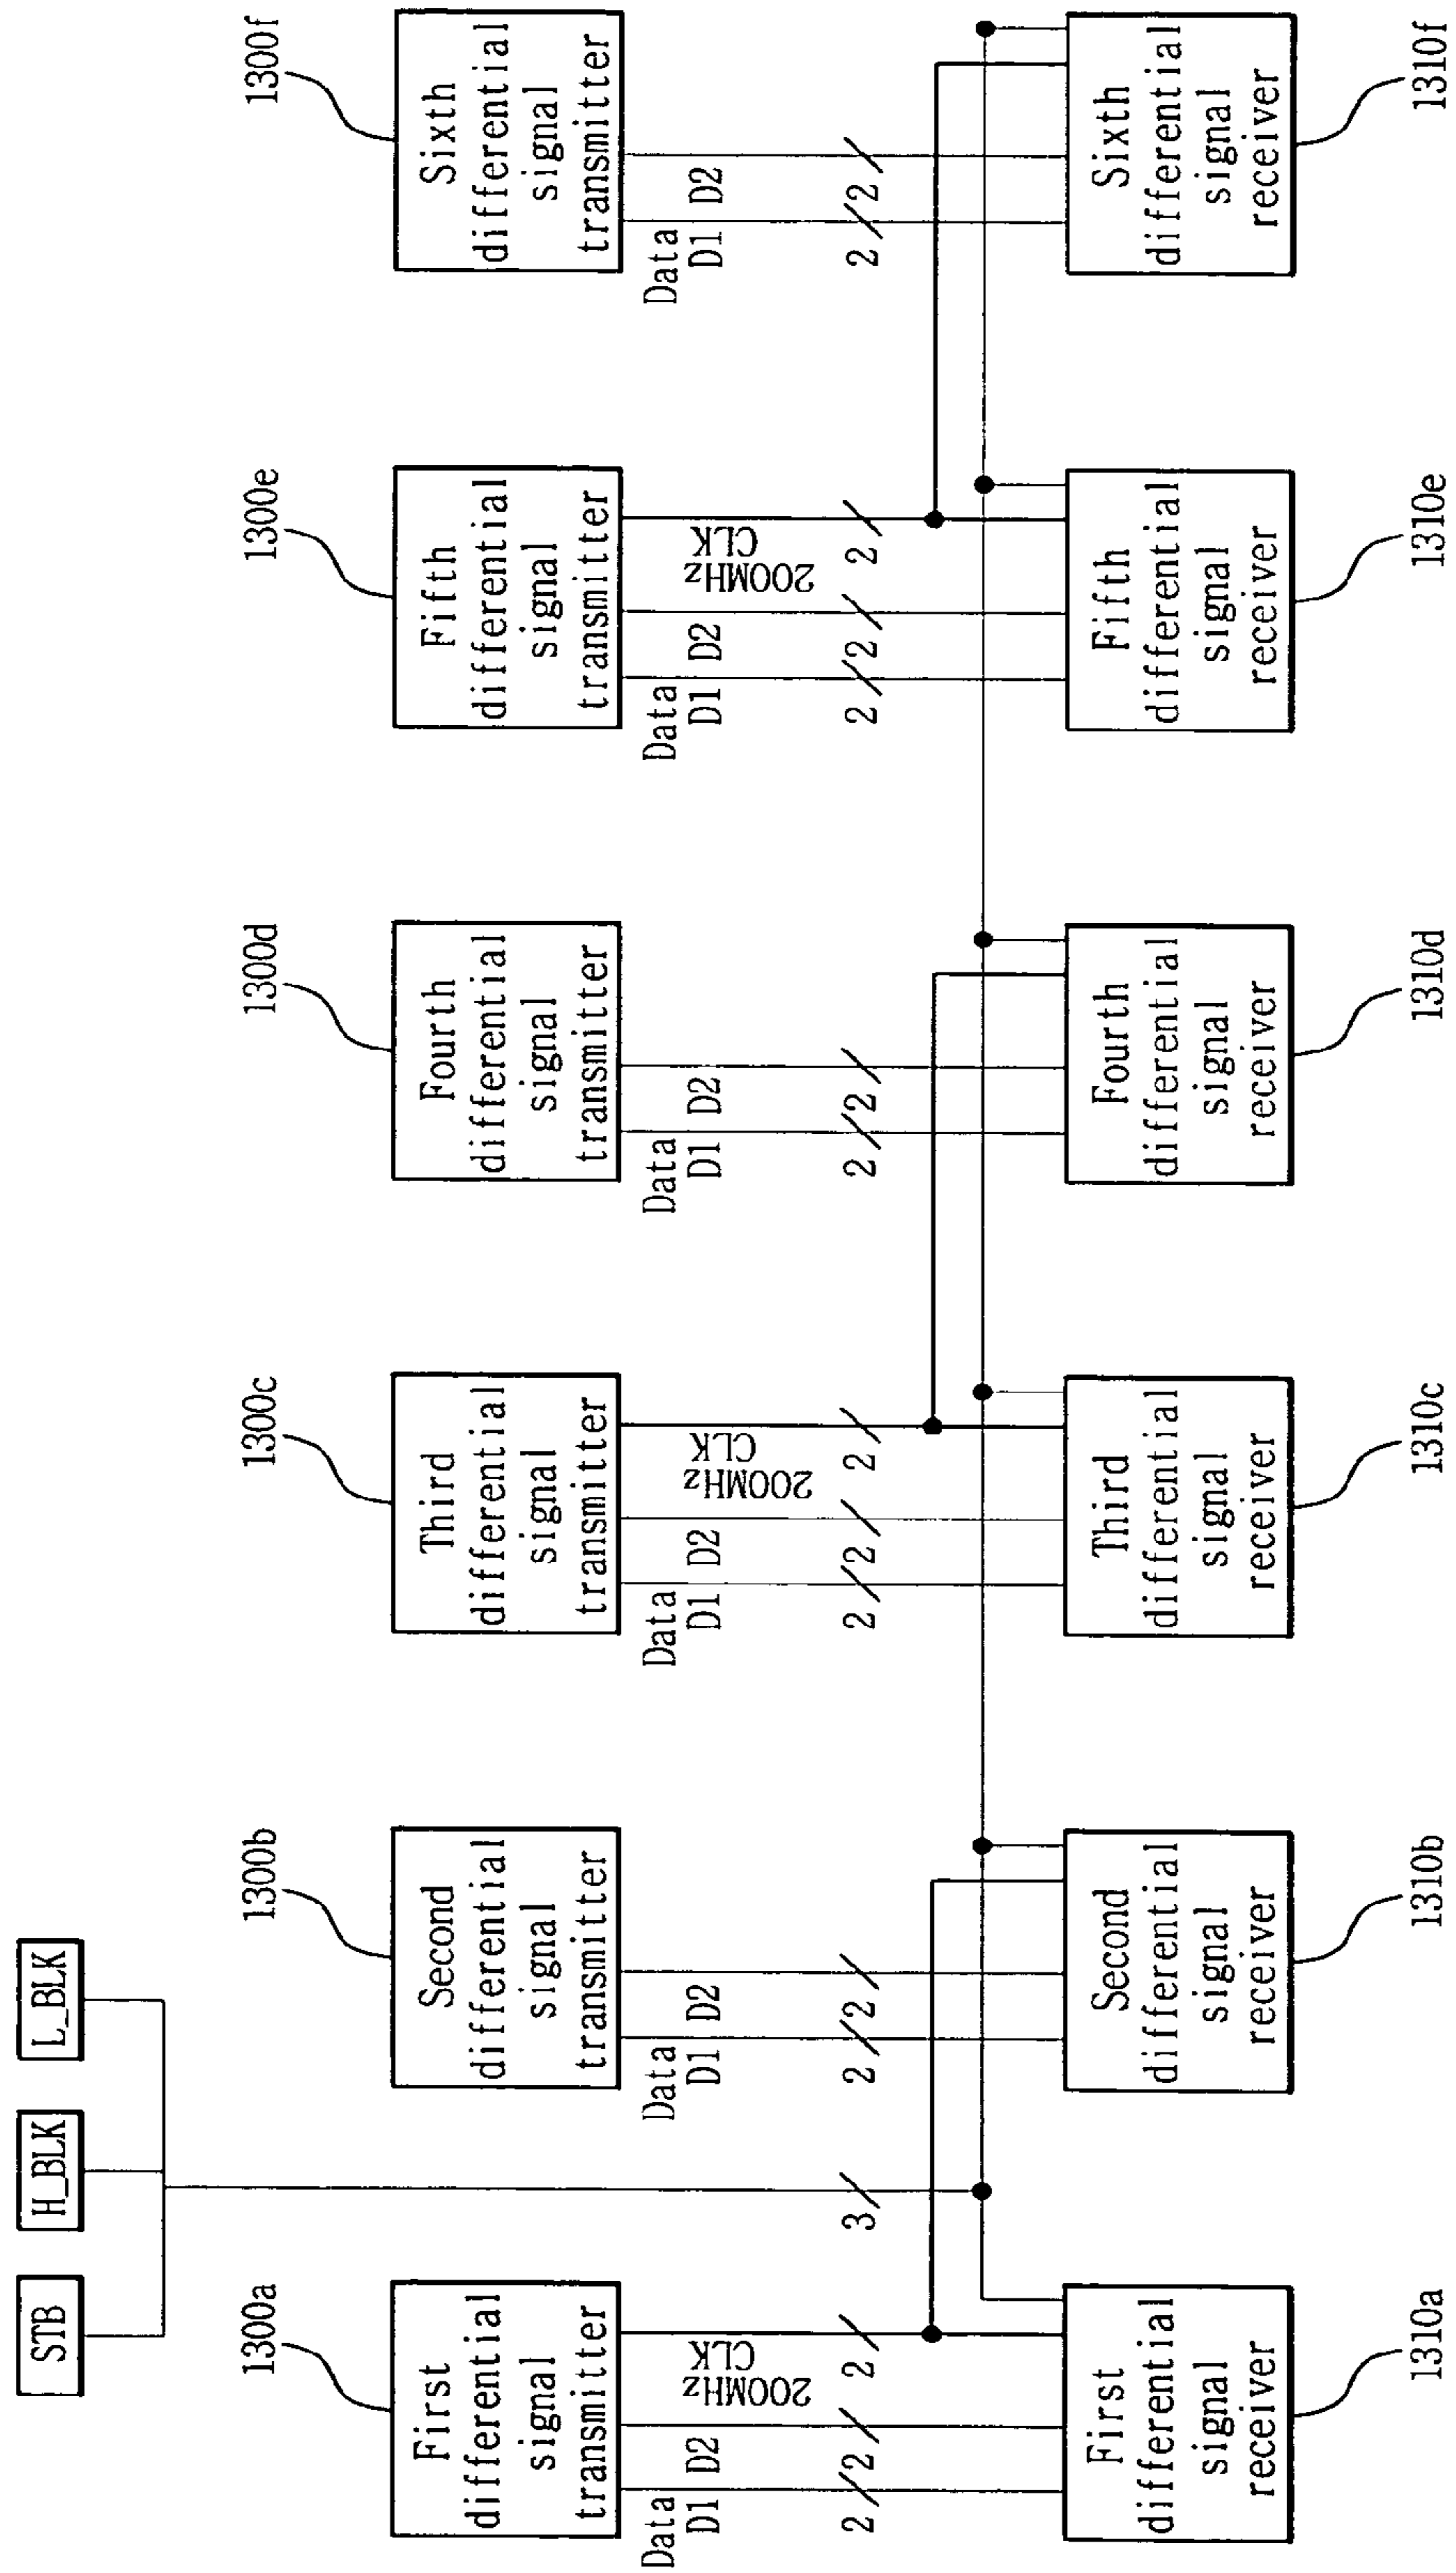 STB
H_BLK
L_BLK
1300a
1300b
1300c
1300d
1300e
1300f
First
differential
signal
transmitter
Second
differential
signal
transmitter
Third
differential
signal
transmitter
Fourth
differential
signal
transmitter
Fifth
differential
signal
transmitter
Sixth
differential
signal
transmitter
Data
D1
D2
200MHz
CLK
2
2
2
3
Data
D1
D2
2
2
Data
D1
D2
200MHz
CLK
2
2
2
Data
D1
D2
2
2
Data
D1
D2
200MHz
CLK
2
2
2
Data
D1
D2
2
2
First
differential
signal
receiver
Second
differential
signal
receiver
Third
differential
signal
receiver
Fourth
differential
signal
receiver
Fifth
differential
signal
receiver
Sixth
differential
signal
receiver
1310a
1310b
1310c
1310d
1310e
1310f